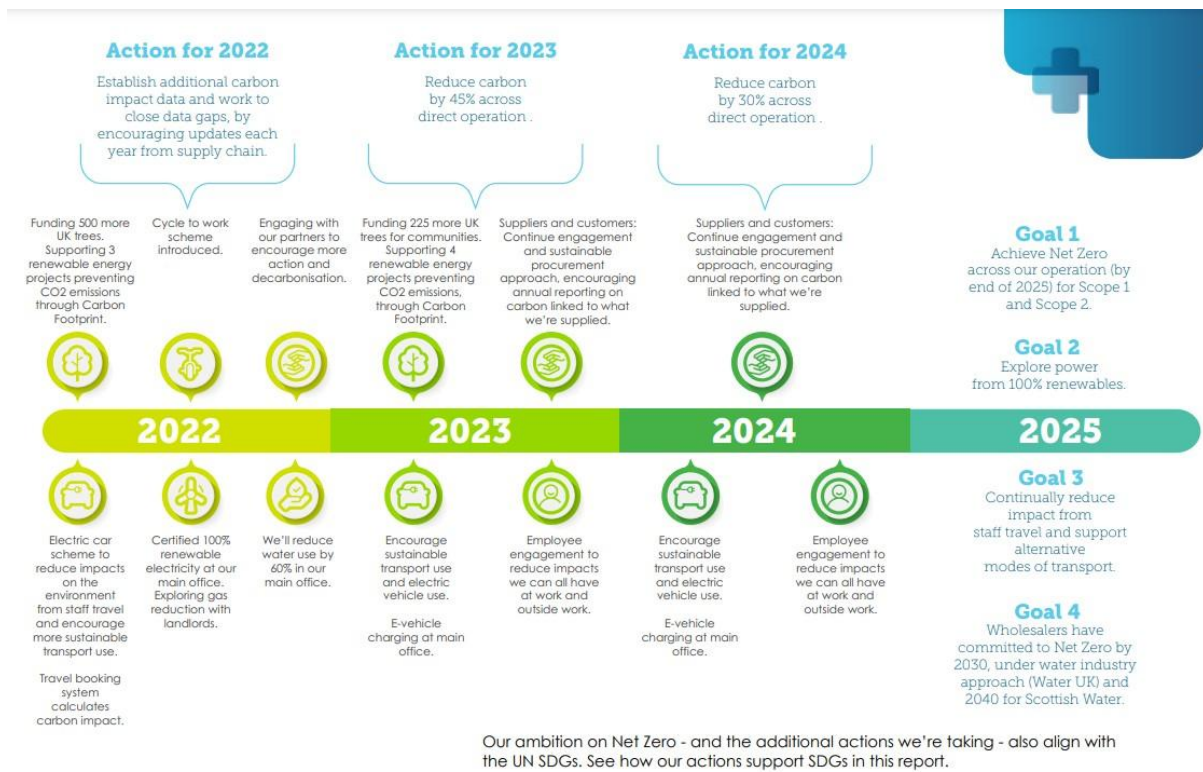 Action for 2022
Establish additional carbon
impact data and work to
close data gaps, by
encouraging updates each
year from supply chain.
Action for 2023
Reduce carbon
by 45% across
direct operation .
Action for 2024
Reduce carbon
by 30% across
direct operation .
Funding 500 more
UK trees.
Supporting 3
renewable energy
projects preventing
CO2 emissions
through Carbon
Footprint.
Cycle to work
scheme
introduced.
Engaging with
our partners to
encourage more
action and
decarbonisation.
Funding 225 more UK
trees for communities.
Supporting 4
renewable energy
projects preventing
CO2 emissions,
through Carbon
Footprint.
Suppliers and customers:
Continue engagement
and sustainable
procurement
approach, encouraging
annual reporting on
carbon linked to what
we're supplied.
Suppliers and customers:
Continue engagement and
sustainable procurement
approach, encouraging
annual reporting on carbon
linked to what we're
supplied.
Goal 1
Achieve Net Zero
across our operation (by
end of 2025) for Scope 1
and Scope 2.
Goal 2
Explore power
from 100% renewables.
2022
2023
2024
2025
Electric car
scheme to
reduce impacts
on the
environment
from staff travel
and encourage
more sustainable
transport use.
Travel booking
system
calculates
carbon impact.
Certified 100%
renewable
electricity at our
main office.
Exploring gas
reduction with
landlords.
We'll reduce
water use by
60% in our
main office.
Encourage
sustainable
transport use
and electric
vehicle use.
E-vehicle
charging at main
office.
Employee
engagement to
reduce impacts
we can all have
at work and
outside work.
Encourage
sustainable
transport use
and electric
vehicle use.
E-vehicle
charging at main
office.
Employee
engagement to
reduce impacts
we can all have
at work and
outside work.
Goal 3
Continually reduce
impact from
staff travel and support
alternative
modes of transport.
Goal 4
Wholesalers have
committed to Net Zero by
2030, under water industry
approach (Water UK) and
2040 for Scottish Water.
Our ambition on Net Zero - and the additional actions we're taking - also align with
the UN SDGs. See how our actions support SDGs in this report.